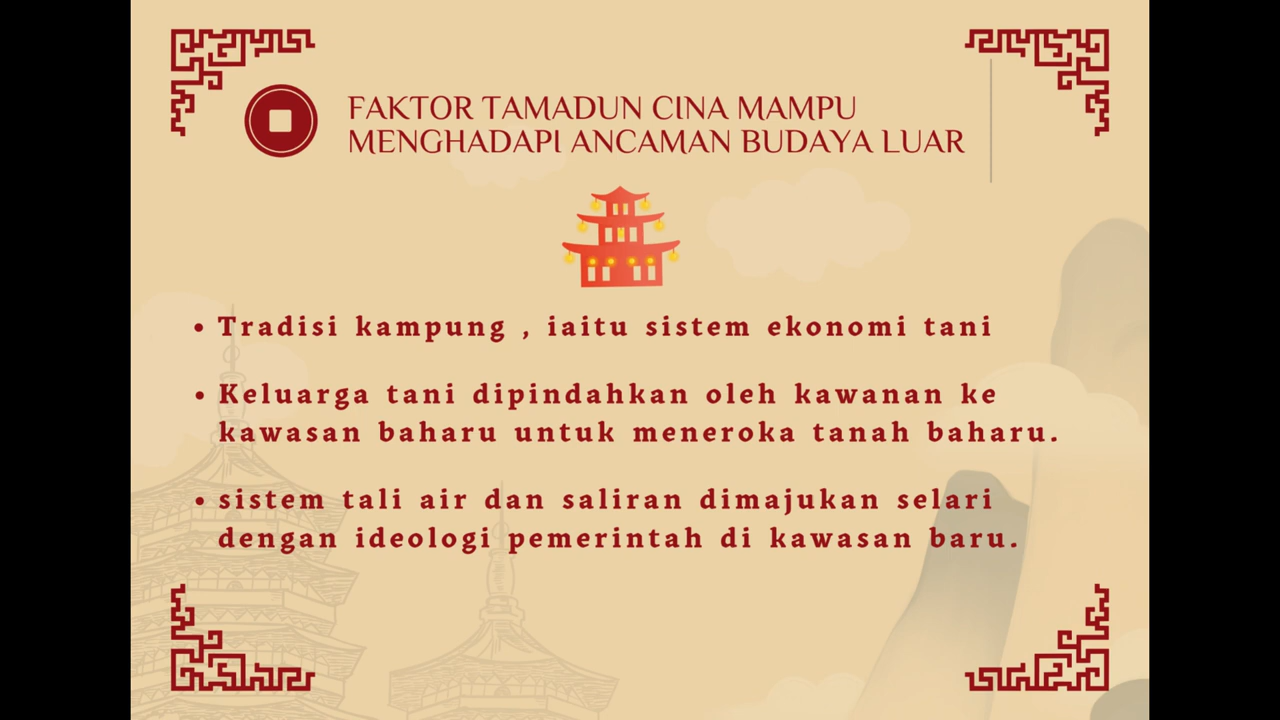 FAKTOR TAMADUN CINA MAMPU
MENGHADAPI ANCAMAN BUDAYA LUAR
• Tradisi kampung , iaitu sistem ekonomi tani
• Keluarga tani dipindahkan oleh kawanan ke
kawasan baharu untuk meneroka tanah baharu.
• sistem tali air dan saliran dimajukan selari
dengan ideologi pemerintah di kawasan baru.